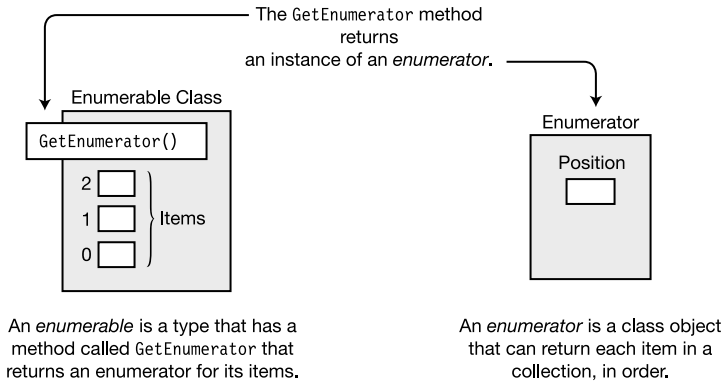 The GetEnumerator method
returns
an instance of an enumerator.
Enumerable Class
GetEnumerator()
2
1
Items
0
Enumerator
Position
An enumerable is a type that has a
method called GetEnumerator that
returns an enumerator for its items.
An enumerator is a class object
that can return each item in a
collection, in order.